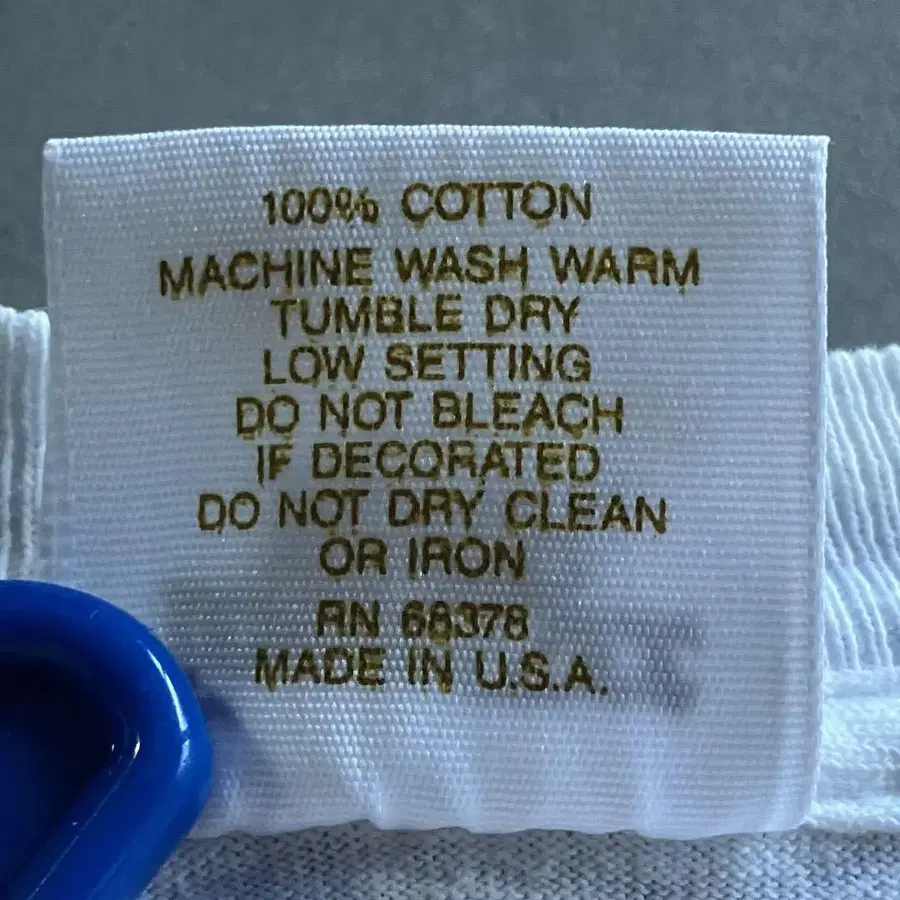 100% COTTON
MACHINE WASH WARM
TUMBLE DRY
LOW SETTING
DO NOT BLEACH
IF DECORATED
DO NOT DRY CLEAN
OR IRON
RN 68378
MADE IN U.S.A.